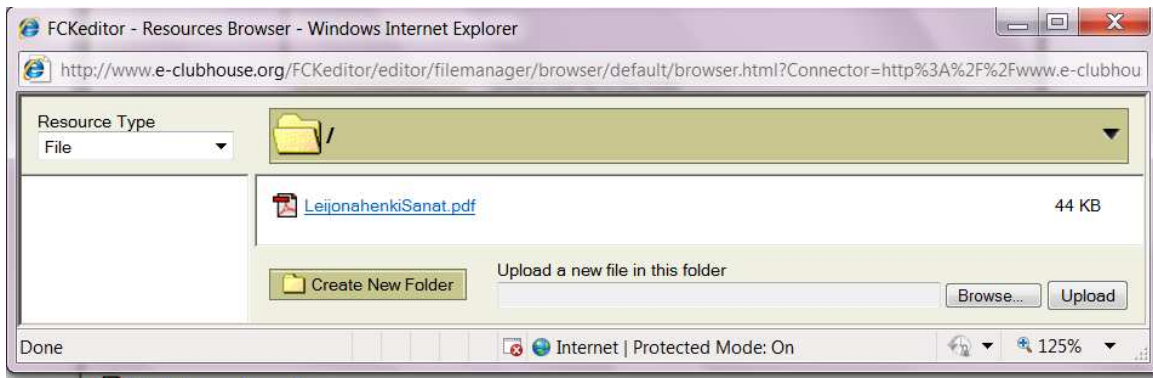 FCKeditor - Resources Browser - Windows Internet Explorer
http://www.e-clubhouse.org/FCKeditor/editor/filemanager/browser/default/browser.html?Connector=http%3A%2F%2Fwww.e-clubhou
Resource Type
File
/
LeijonahenkiSanat.pdf 44 KB
Create New Folder
Upload a new file in this folder
Browse... Upload
Done Internet | Protected Mode: On 125%